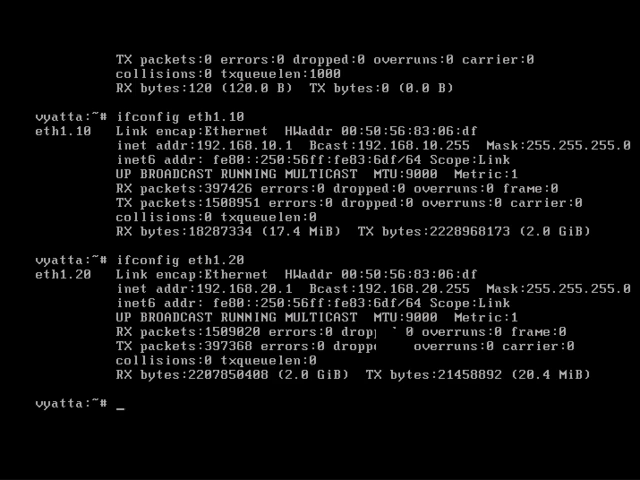 TX packets:0 errors:0 dropped:0 overruns:0 carrier:0
collisions:0 txqueuelen:1000
RX bytes:120 (120.0 B)  TX bytes:0 (0.0 B)
vyatta:~# ifconfig eth1.10
eth1.10   Link encap:Ethernet  HWaddr 00:50:56:83:06:df
inet addr:192.168.10.1  Bcast:192.168.10.255  Mask:255.255.255.0
inet6 addr: fe80::250:56ff:fe83:6df/64 Scope:Link
UP BROADCAST RUNNING MULTICAST  MTU:9000  Metric:1
RX packets:397426 errors:0 dropped:0 overruns:0 frame:0
TX packets:1508951 errors:0 dropped:0 overruns:0 carrier:0
collisions:0 txqueuelen:0
RX bytes:18287334 (17.4 MiB)  TX bytes:2228968173 (2.0 GiB)
vyatta:~# ifconfig eth1.20
eth1.20   Link encap:Ethernet  HWaddr 00:50:56:83:06:df
inet addr:192.168.20.1  Bcast:192.168.20.255  Mask:255.255.255.0
inet6 addr: fe80::250:56ff:fe83:6df/64 Scope:Link
UP BROADCAST RUNNING MULTICAST  MTU:9000  Metric:1
RX packets:1509020 errors:0 0 overruns:0 frame:0
TX packets:397368 errors:0 overruns:0 carrier:0
collisions:0 txqueuelen:0
RX bytes:2207850408 (2.0 GiB)  TX bytes:21458892 (20.4 MiB)
vyatta:~# _